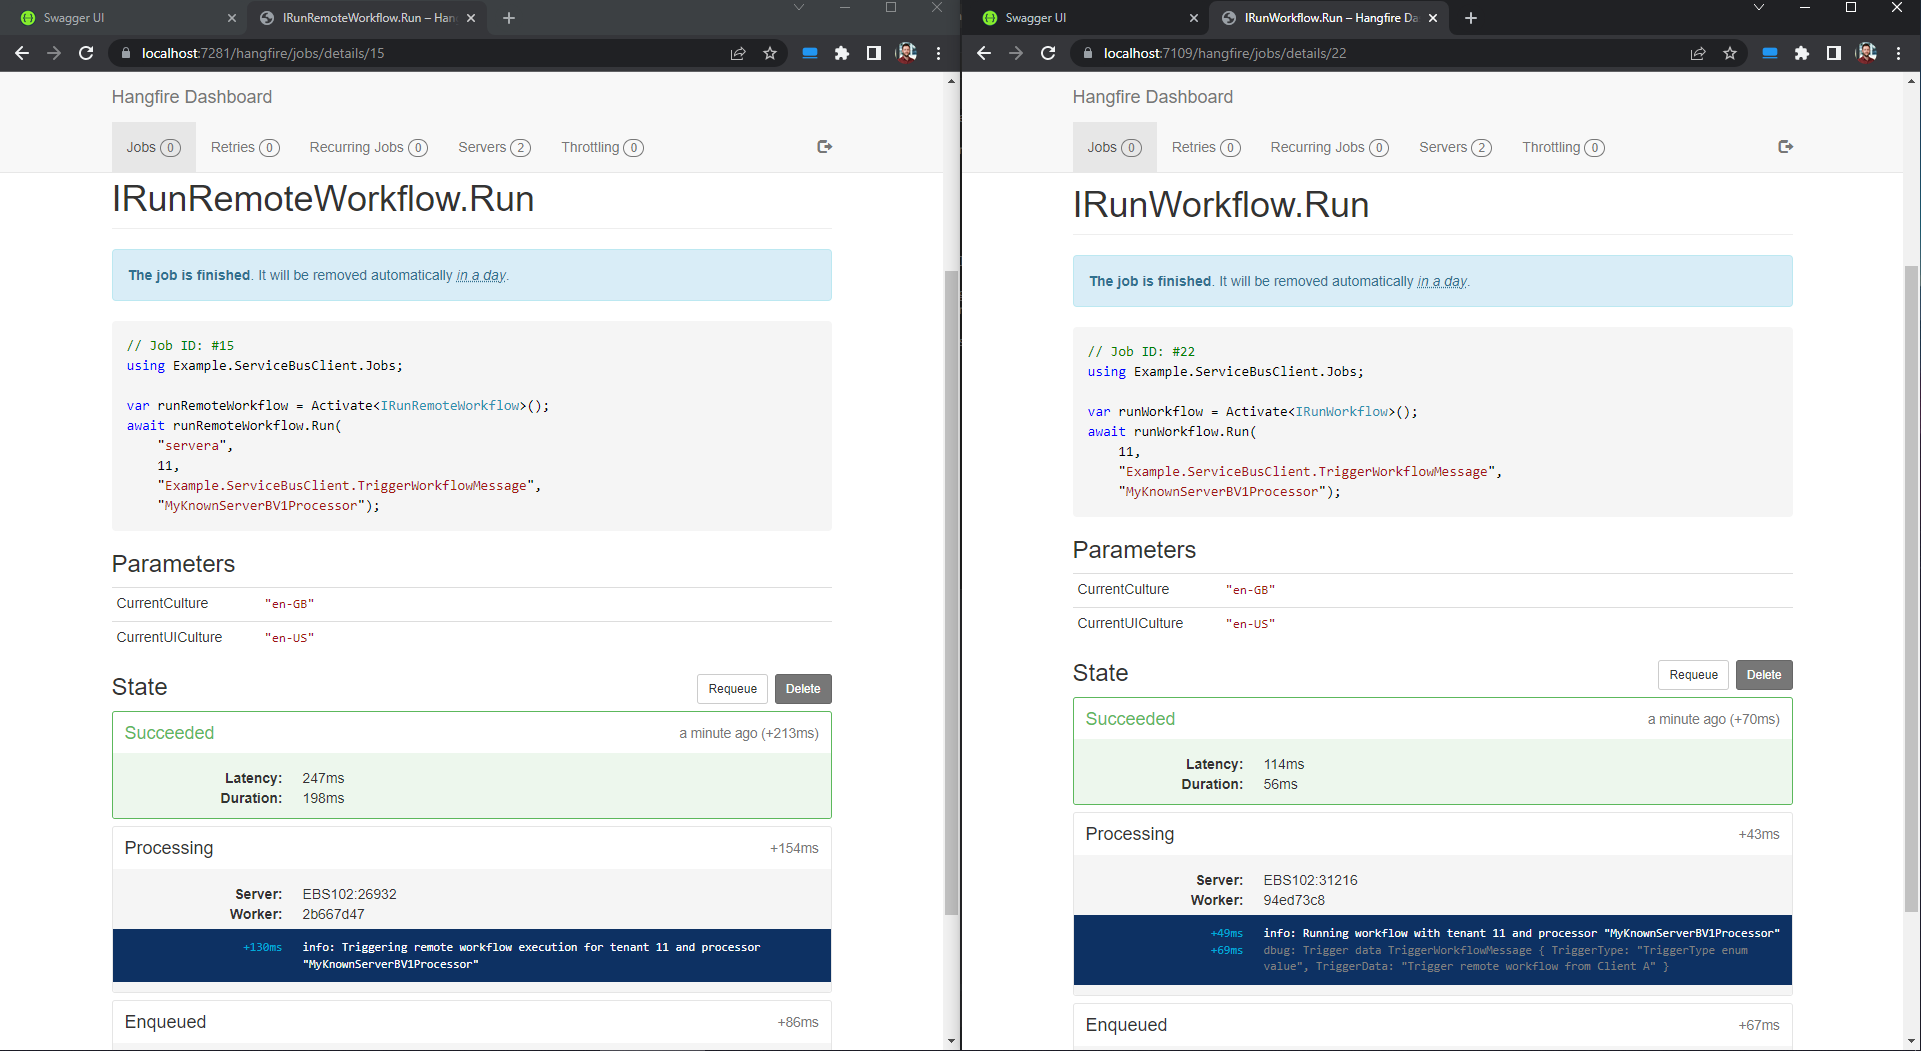 Swagger UI
IRunRemoteWorkflow.Run – Han
localhost:7281/hangfire/jobs/details/15
Hangfire Dashboard
Jobs 0
Retries 0
Recurring Jobs 0
Servers 2
Throttling 0
IRunRemoteWorkflow.Run
The job is finished. It will be removed automatically in a day.
// Job ID: #15
using Example.ServiceBusClient.Jobs;
var runRemoteWorkflow = Activate<IRunRemoteWorkflow>();
await runRemoteWorkflow.Run(
"servera",
11,
"Example.ServiceBusClient.TriggerWorkflowMessage",
"MyKnownServerBV1Processor");
Parameters
CurrentCulture "en-GB"
CurrentUICulture "en-US"
State
Requeue
Delete
Succeeded a minute ago (+213ms)
Latency: 247ms
Duration: 198ms
Processing +154ms
Server: EBS102:26932
Worker: 2b667d47
+130ms info: Triggering remote workflow execution for tenant 11 and processor
"MyKnownServerBV1Processor"
Enqueued +86ms
Swagger UI
IRunWorkflow.Run – Hangfire Da
localhost:7109/hangfire/jobs/details/22
Hangfire Dashboard
Jobs 0
Retries 0
Recurring Jobs 0
Servers 2
Throttling 0
IRunWorkflow.Run
The job is finished. It will be removed automatically in a day.
// Job ID: #22
using Example.ServiceBusClient.Jobs;
var runWorkflow = Activate<IRunWorkflow>();
await runWorkflow.Run(
11,
"Example.ServiceBusClient.TriggerWorkflowMessage",
"MyKnownServerBV1Processor");
Parameters
CurrentCulture "en-GB"
CurrentUICulture "en-US"
State
Requeue
Delete
Succeeded a minute ago (+70ms)
Latency: 114ms
Duration: 56ms
Processing +43ms
Server: EBS102:31216
Worker: 94ed73c8
+49ms info: Running workflow with tenant 11 and processor "MyKnownServerBV1Processor"
+69ms dbug: Trigger data TriggerWorkflowMessage { TriggerType: "TriggerType enum
value", TriggerData: "Trigger remote workflow from Client A" }
Enqueued +67ms